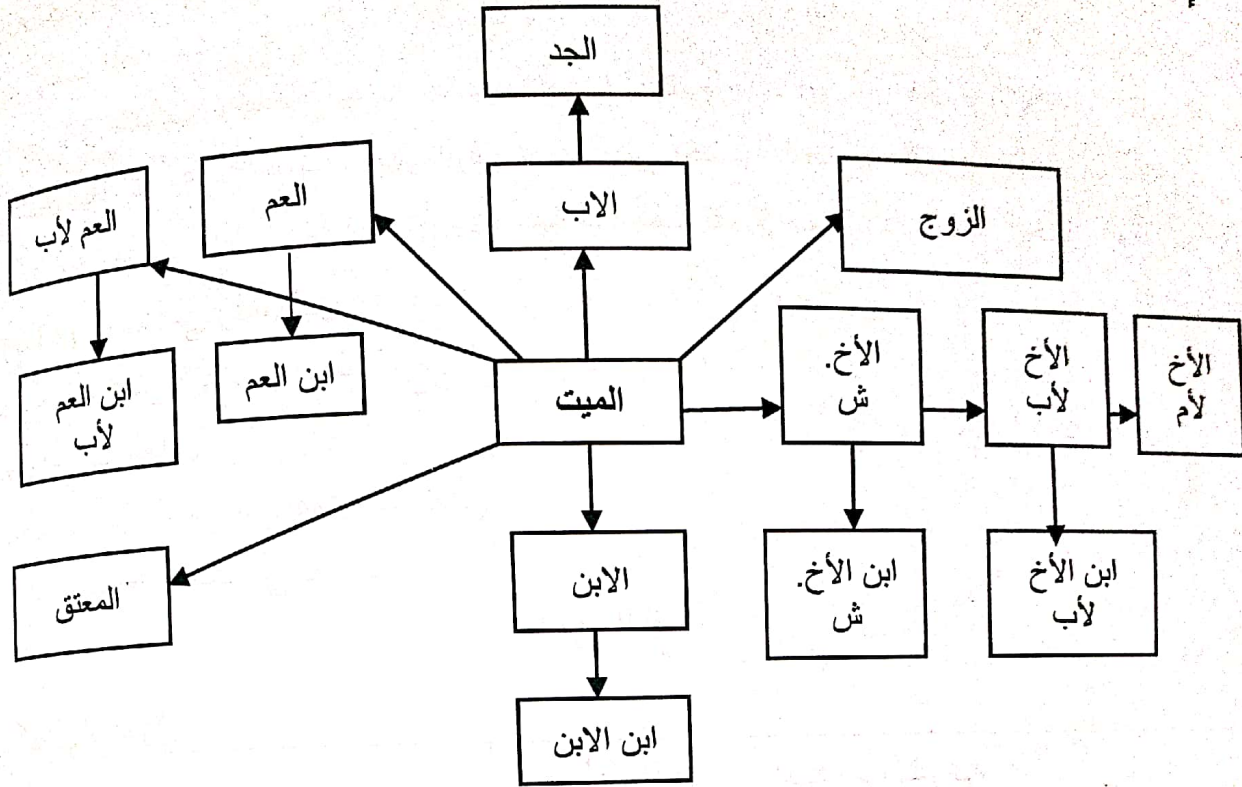 إ
الجد
الاب
الزوج
العم
العم لأب
الأخ.
ش
الأخ
لأب
الأخ
لأم
الميت
ابن العم
ابن العم
لأب
الابن
ابن الأخ.
ش
ابن الأخ
لأب
المعتق
ابن الابن